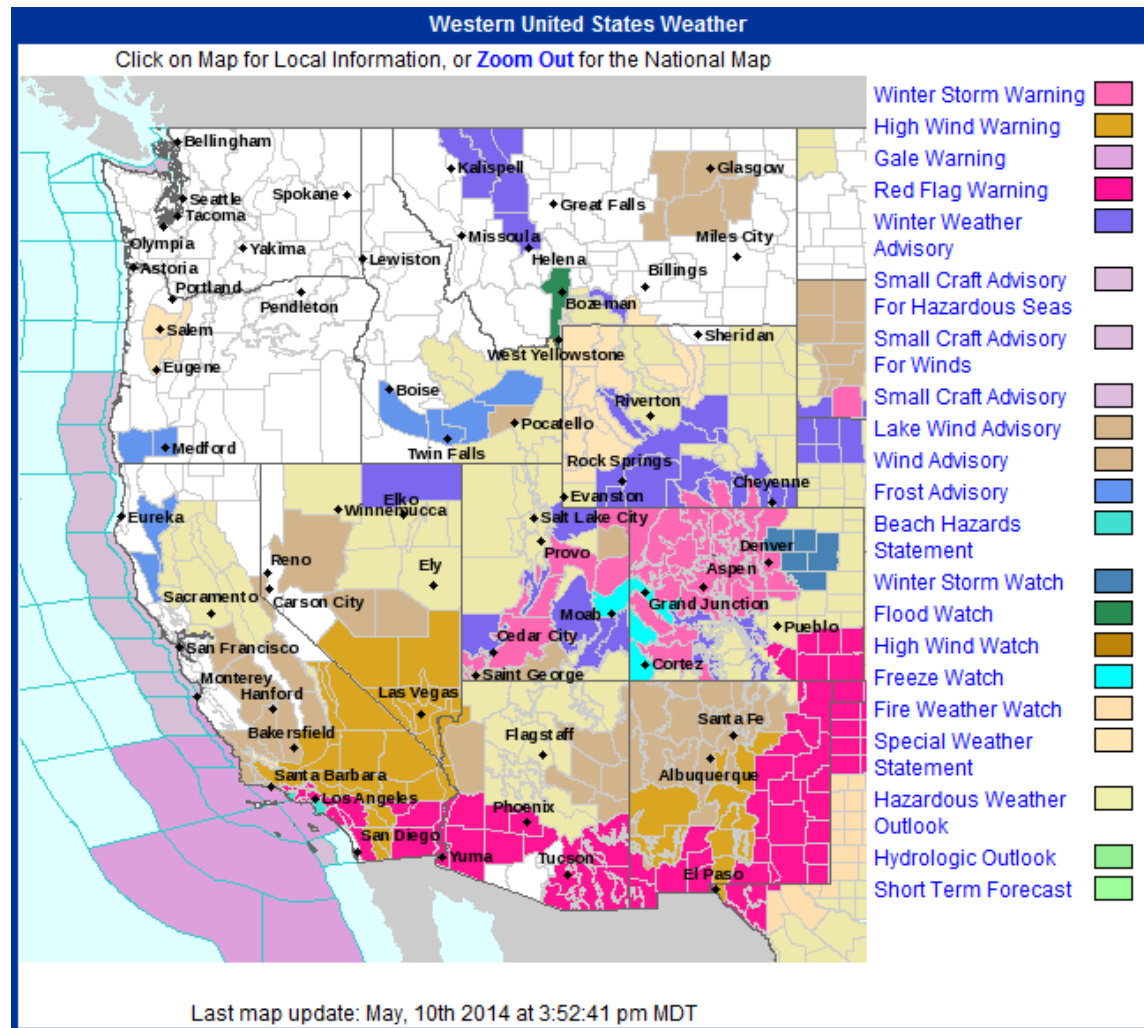 Western United States Weather
Click on Map for Local Information, or Zoom Out for the National Map
Bellingham
Seattle
Tacoma
Olympia
Spokane
Yakima
Astoria
Portland
Pendleton
Lewiston
Salem
Eugene
Medford
Kalispell
Glasgow
Great Falls
Missoula
Helena
Miles City
Billings
Bozeman
West Yellowstone
Sheridan
Boise
Pocatello
Twin Falls
Riverton
Rock Springs
Cheyenne
Evanston
Eureka
Winnemucca
Elko
Salt Lake City
Provo
Reno
Carson City
Ely
Sacramento
San Francisco
Monterey
Hanford
Bakersfield
Las Vegas
Cedar City
Saint George
Moab
Grand Junction
Denver
Aspen
Pueblo
Cortez
Santa Barbara
Los Angeles
San Diego
Yuma
Phoenix
Flagstaff
Tucson
Santa Fe
Albuquerque
El Paso
Winter Storm Warning
High Wind Warning
Gale Warning
Red Flag Warning
Winter Weather
Advisory
Small Craft Advisory
For Hazardous Seas
Small Craft Advisory
For Winds
Small Craft Advisory
Lake Wind Advisory
Wind Advisory
Frost Advisory
Beach Hazards
Statement
Winter Storm Watch
Flood Watch
High Wind Watch
Freeze Watch
Fire Weather Watch
Special Weather
Statement
Hazardous Weather
Outlook
Hydrologic Outlook
Short Term Forecast
Last map update: May, 10th 2014 at 3:52:41 pm MDT